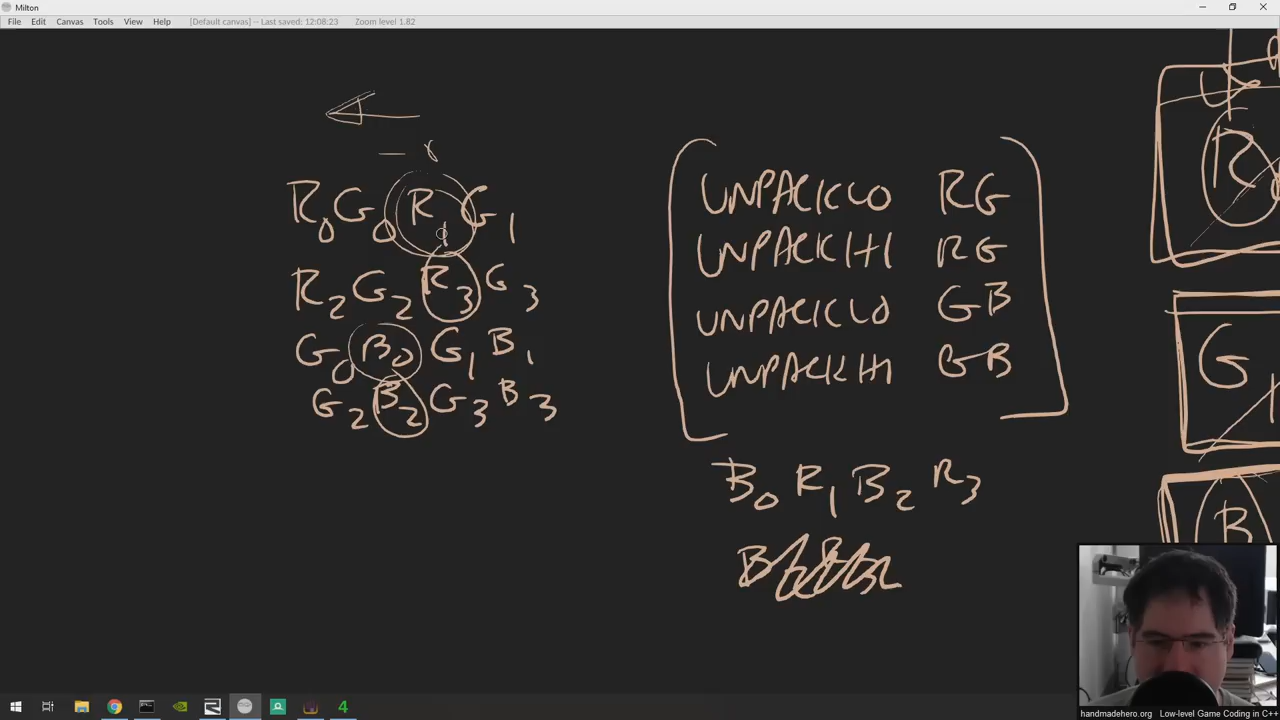 Milton
File Edit Canvas Tools View Help [Default canvas] -- Last saved: 12:08:23 Zoom level 1.82
R0 G0 R1 G1
R2 G2 R3 G3
G0 B0 G1 B1
G2 B2 G3 B3
UNPACKLO RG
UNPACKHI RG
UNPACKLO GB
UNPACKHI GB
B0 R1 B2 R3
R
G
B
4
handmadehero.org Low-level Game Coding in C++